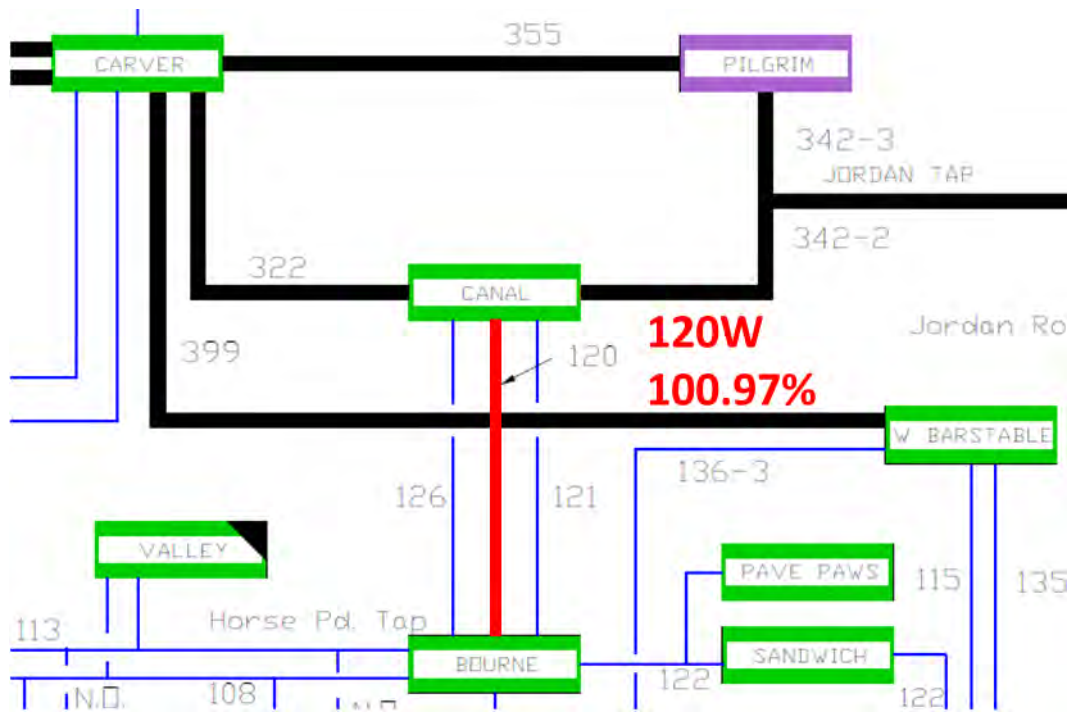 355
CARVER
PILGRIM
342-3
JORDAN TAP
342-2
322
CANAL
120W
Jordan Ro
399
120
100.97%
W BARSTABLE
136-3
126
121
VALLEY
PAVE PAWS
115
135
Horse Pd. Tap
113
BOURNE
SANDWICH
122
108
N.O.
122